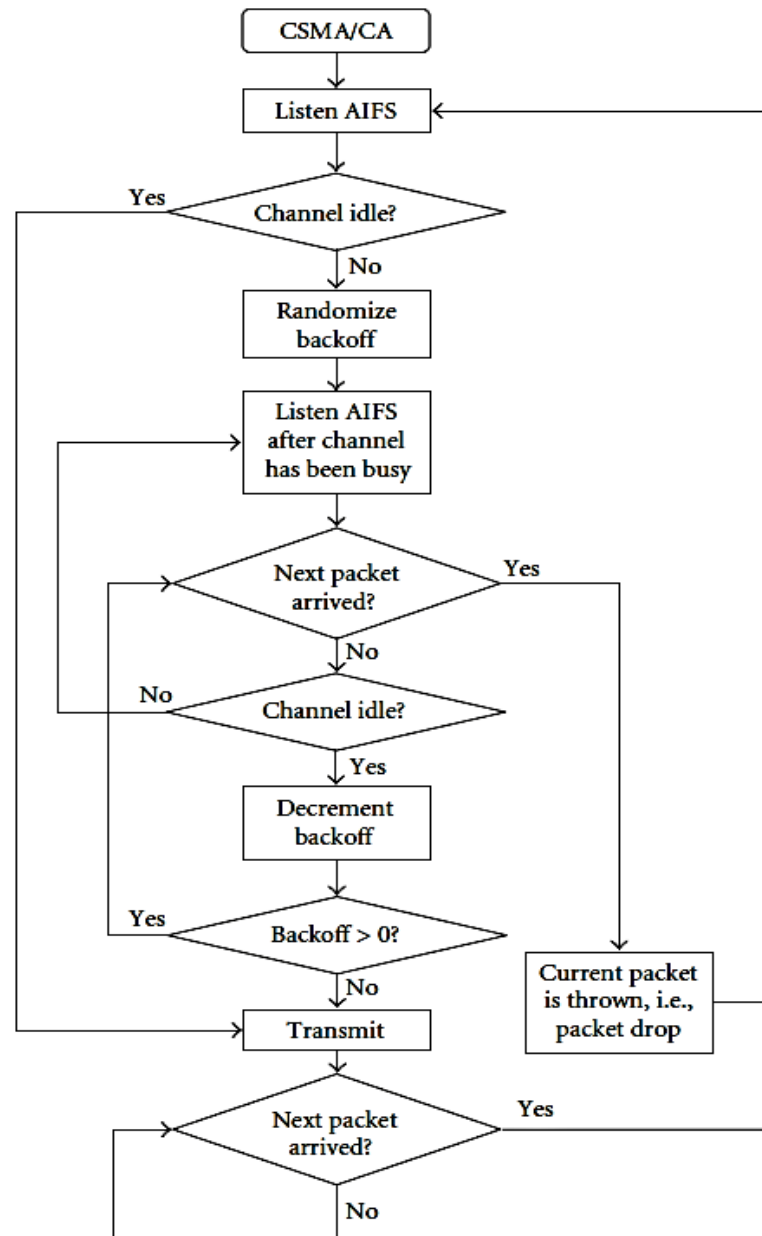 CSMA/CA
Listen AIFS
Yes
Channel idle?
No
Randomize
backoff
Listen AIFS
after channel
has been busy
Next packet
arrived?
Yes
No
No
Channel idle?
Yes
Decrement
backoff
Yes
Backoff > 0?
No
Current packet
is thrown, i.e.,
packet drop
Transmit
Next packet
arrived?
Yes
No